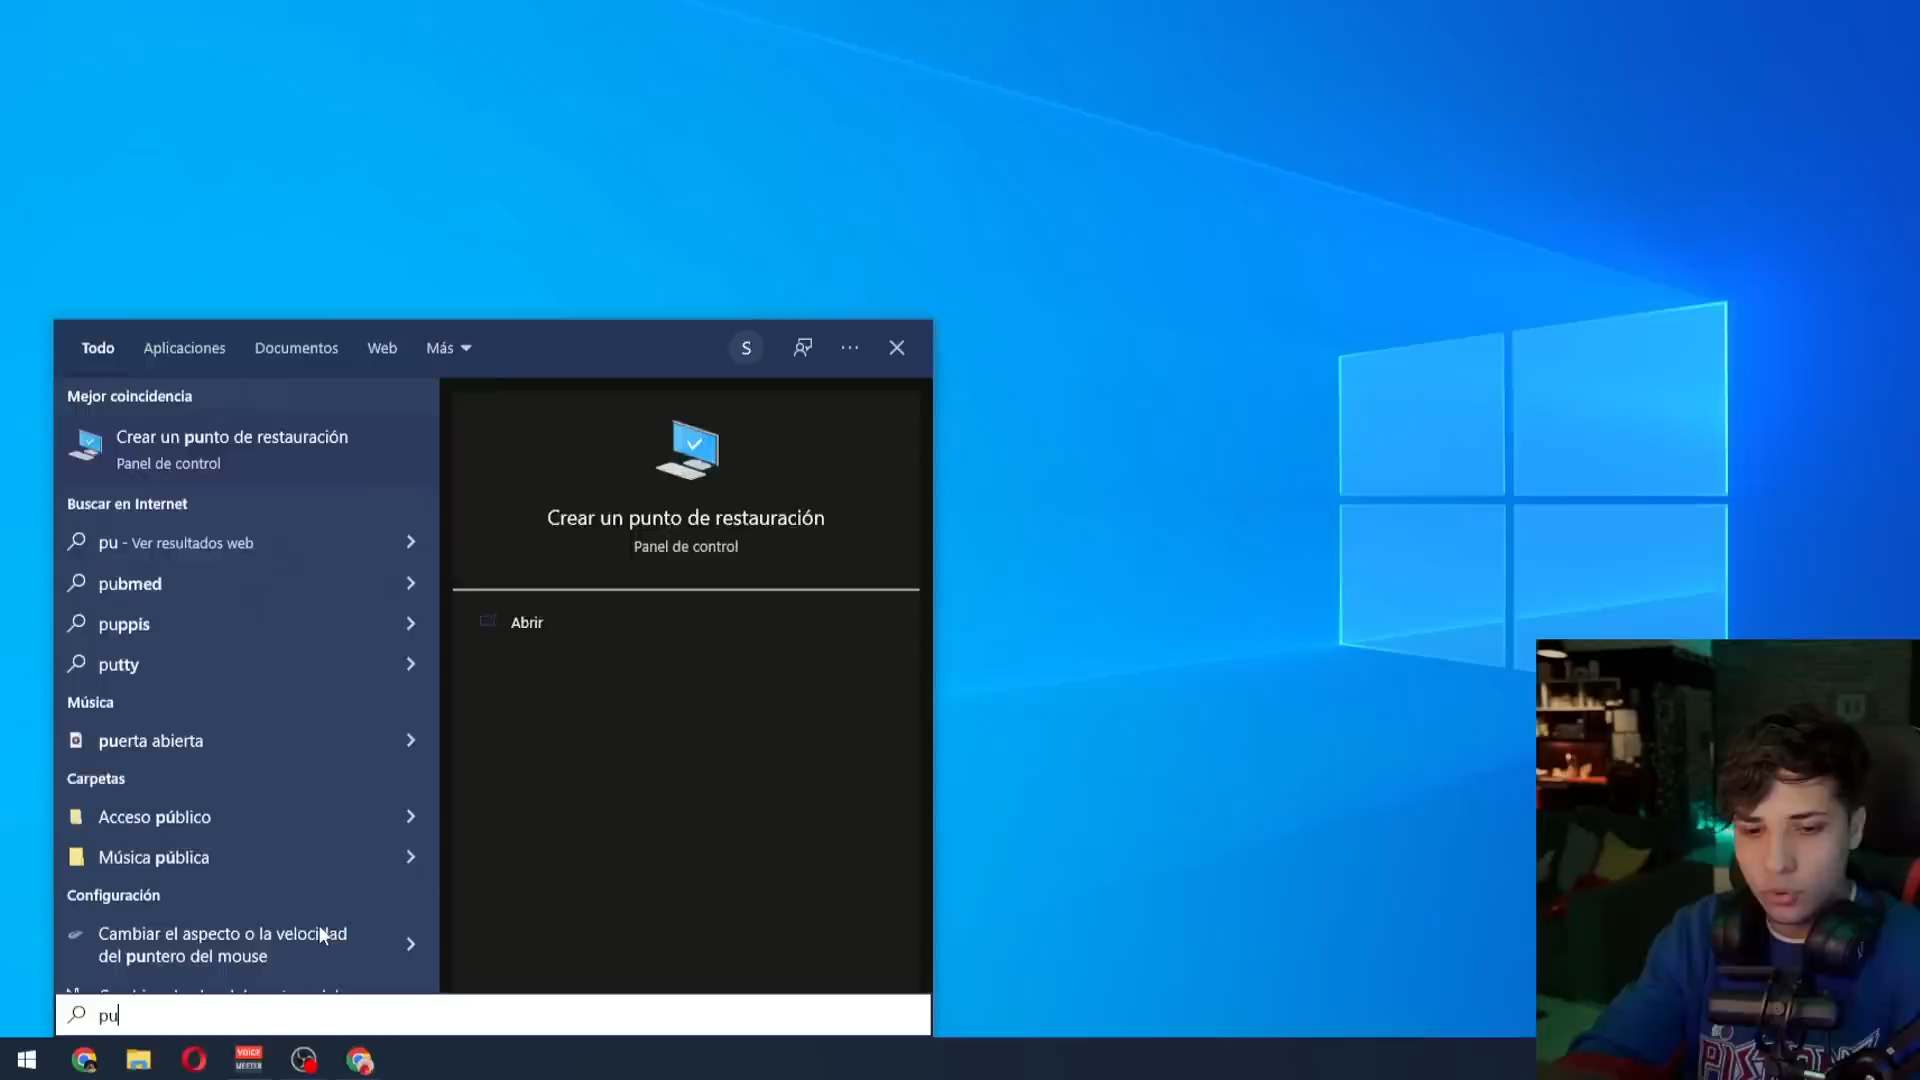 Todo Aplicaciones Documentos Web Más S
Mejor coincidencia
Crear un punto de restauración
Panel de control
Buscar en Internet
pu - Ver resultados web
pubmed
puppis
putty
Música
puerta abierta
Carpetas
Acceso público
Música pública
Configuración
Cambiar el aspecto o la velocidad
del puntero del mouse
pu
Crear un punto de restauración
Panel de control
Abrir
VOICE
MEETER